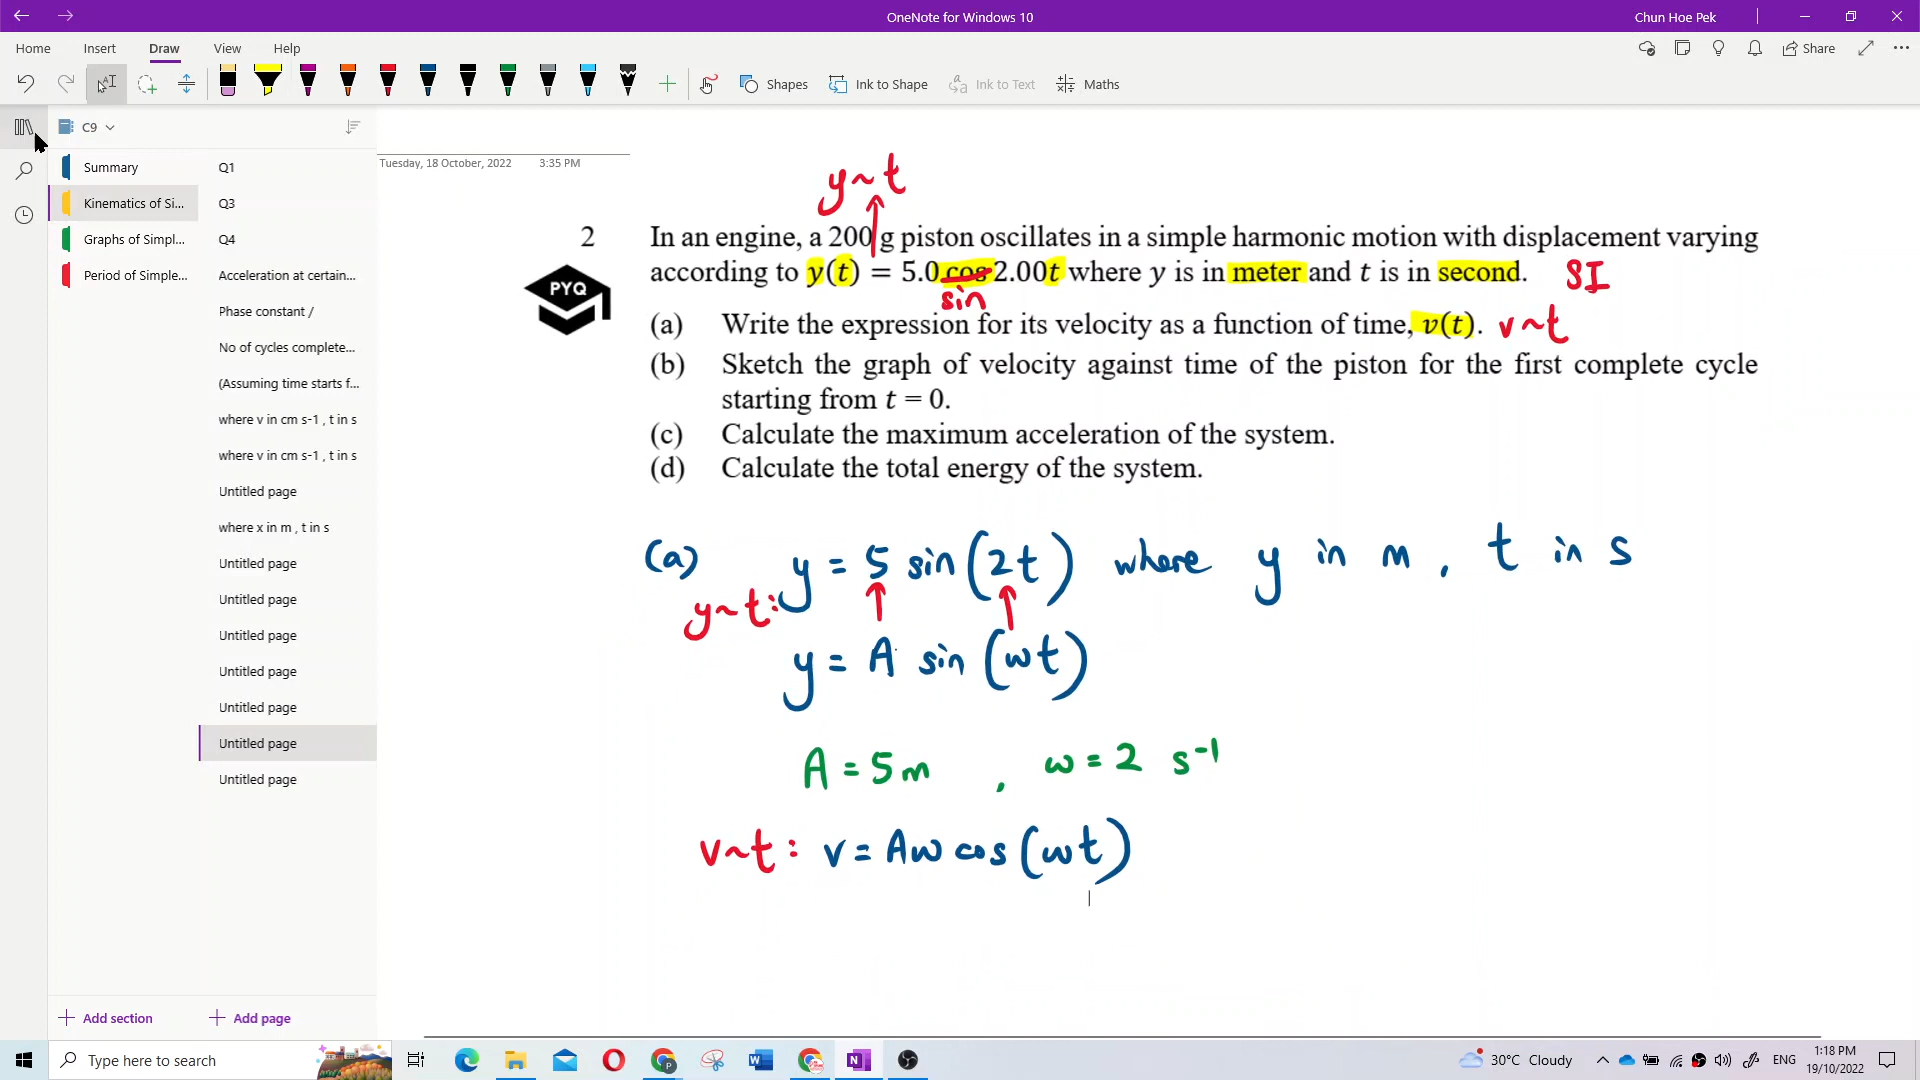 OneNote for Windows 10
Chun Hoe Pek
Home Insert Draw View Help
Share
Shapes
Ink to Shape
Ink to Text
Maths
C9
Summary
Kinematics of Si...
Graphs of Simpl...
Period of Simple...
Q1
Q3
Q4
Acceleration at certain...
Phase constant /
No of cycles complete...
(Assuming time starts f...
where v in cm s-1 , t in s
where v in cm s-1 , t in s
Untitled page
where x in m , t in s
Untitled page
Untitled page
Untitled page
Untitled page
Untitled page
Untitled page
Untitled page
Add section
Add page
Tuesday, 18 October, 2022 3:35 PM
y~t
2 In an engine, a 200 g piston oscillates in a simple harmonic motion with displacement varying
according to y(t) = 5.0 cos 2.00t where y is in meter and t is in second. SI
sin
PYQ
(a) Write the expression for its velocity as a function of time, v(t). v~t
(b) Sketch the graph of velocity against time of the piston for the first complete cycle
starting from t = 0.
(c) Calculate the maximum acceleration of the system.
(d) Calculate the total energy of the system.
(a) y = 5 sin (2t) where y in m , t in s
y~t:
y = A sin (ωt)
A = 5m , ω = 2 s⁻¹
v~t: v = Aω cos (ωt)
Type here to search
30°C Cloudy
ENG
1:18 PM
19/10/2022